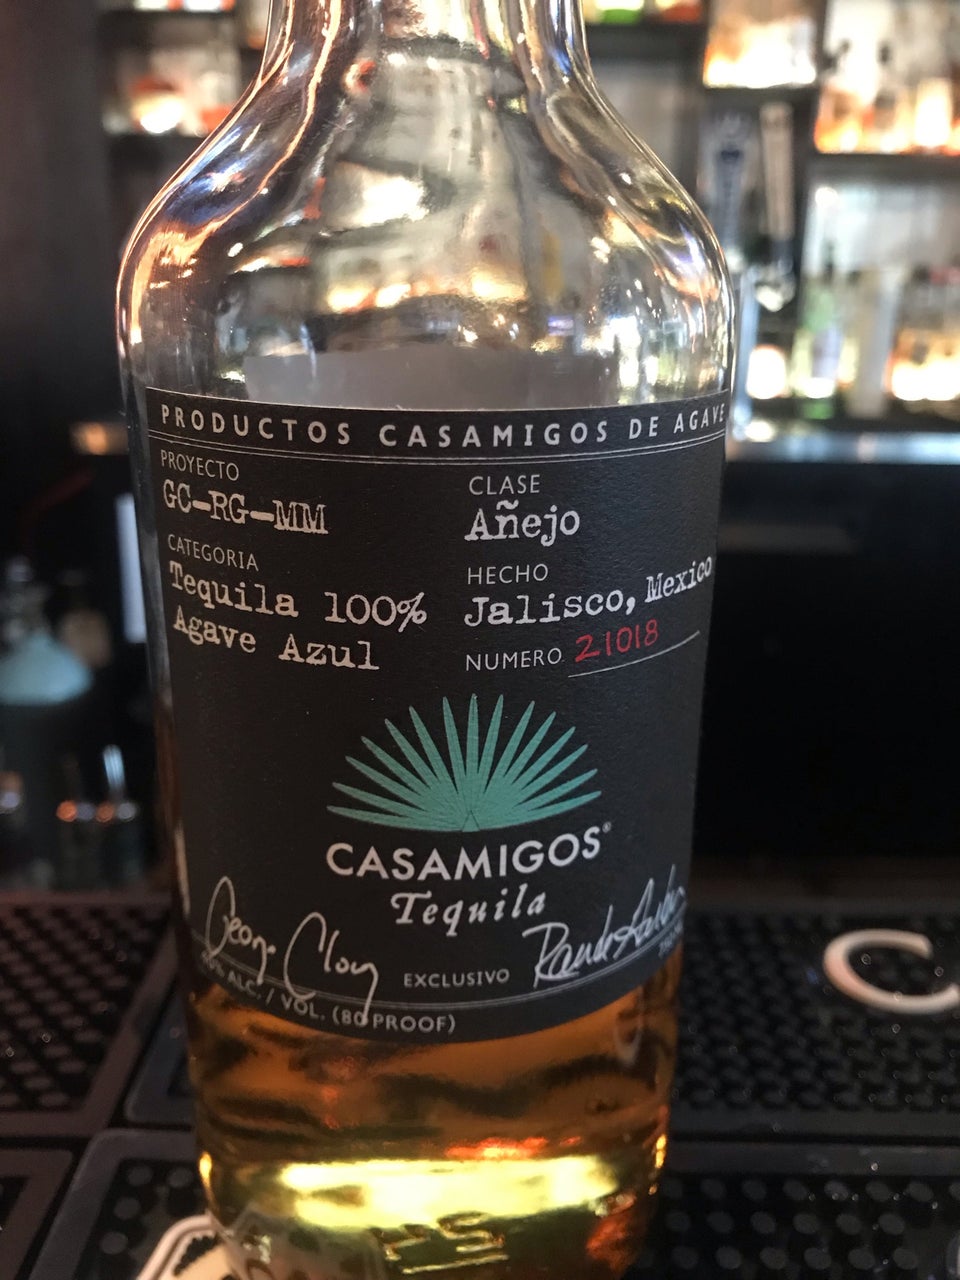 PRODUCTOS CASAMIGOS DE AGAVE
PROYECTO
GC-RG-MM
CATEGORIA
Tequila 100%
Agave Azul
CLASE
Añejo
HECHO
Jalisco, Mexico
NUMERO 21018
CASAMIGOS®
Tequila
EXCLUSIVO
ALC. / VOL. (80 PROOF)
C